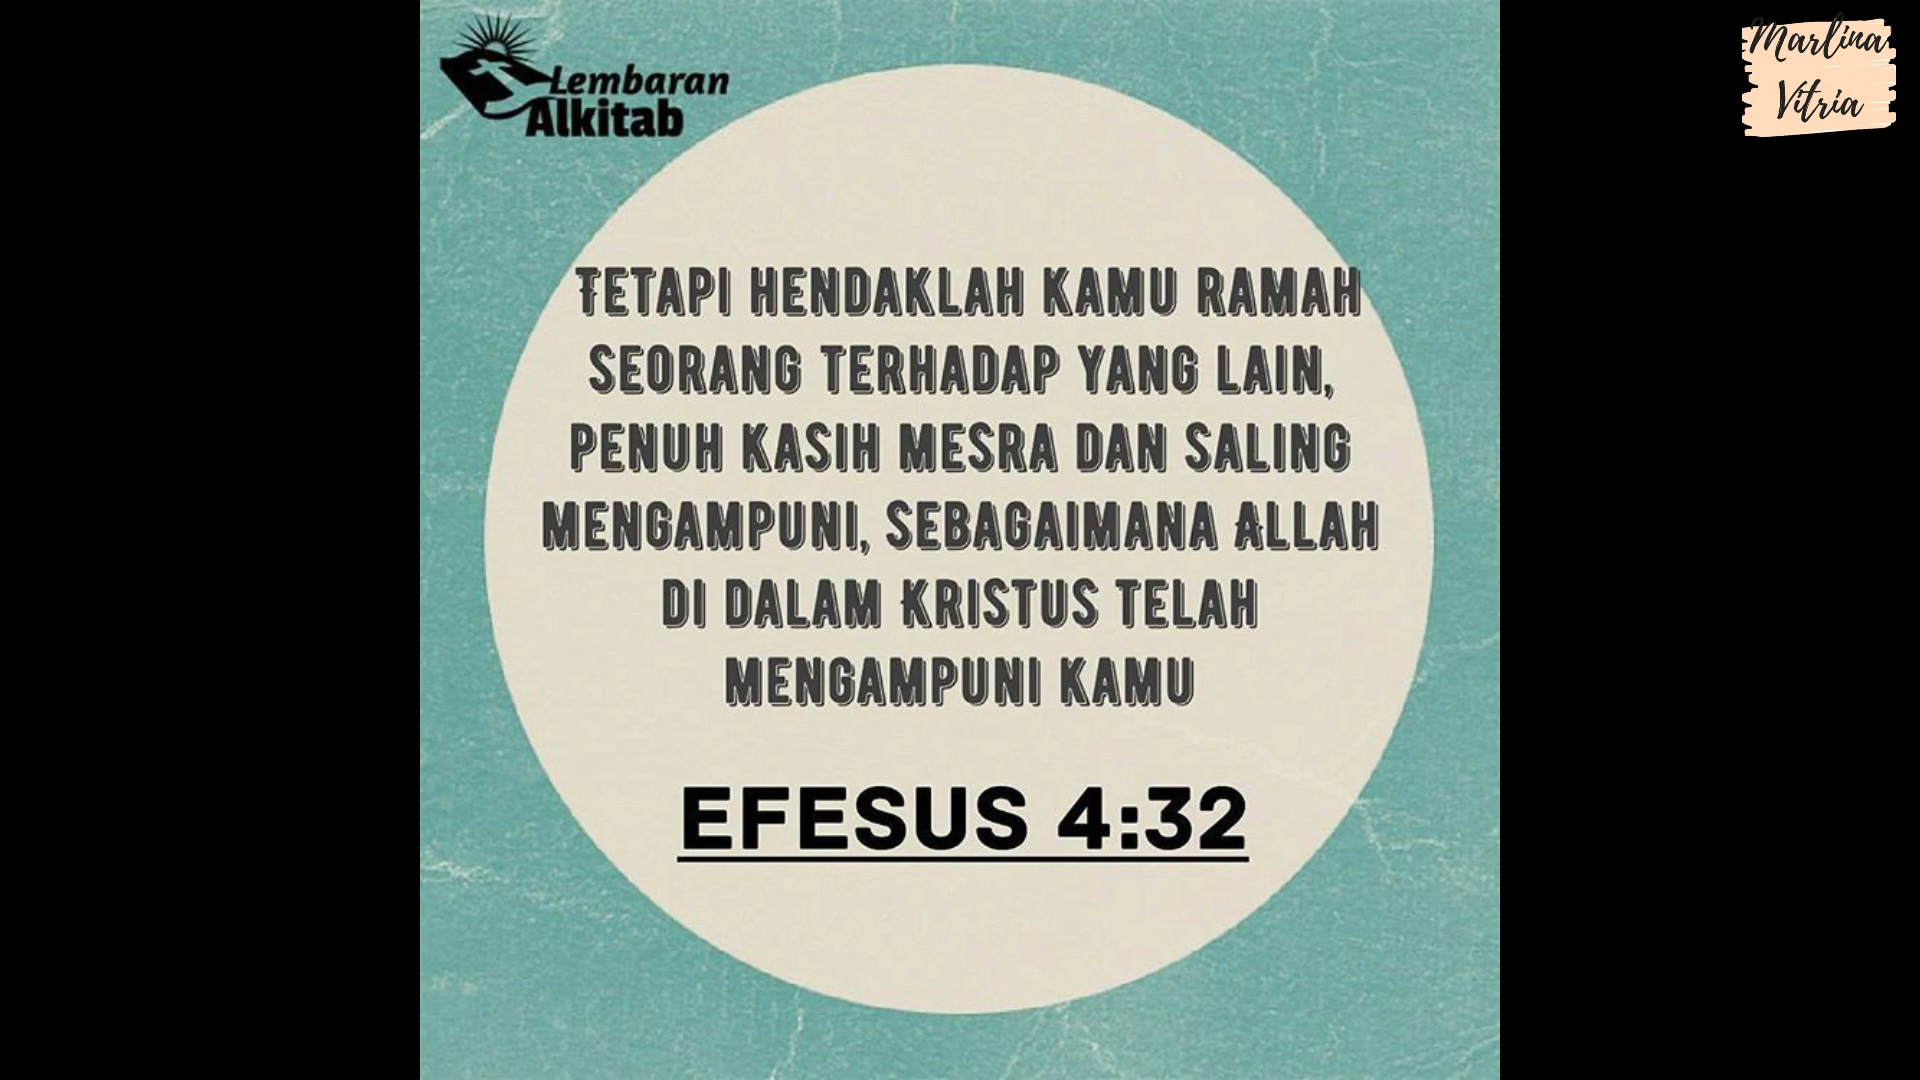 Lembaran
Alkitab
Marlina
Vitria
TETAPI HENDAKLAH KAMU RAMAH
SEORANG TERHADAP YANG LAIN,
PENUH KASIH MESRA DAN SALING
MENGAMPUNI, SEBAGAIMANA ALLAH
DI DALAM KRISTUS TELAH
MENGAMPUNI KAMU
EFESUS 4:32